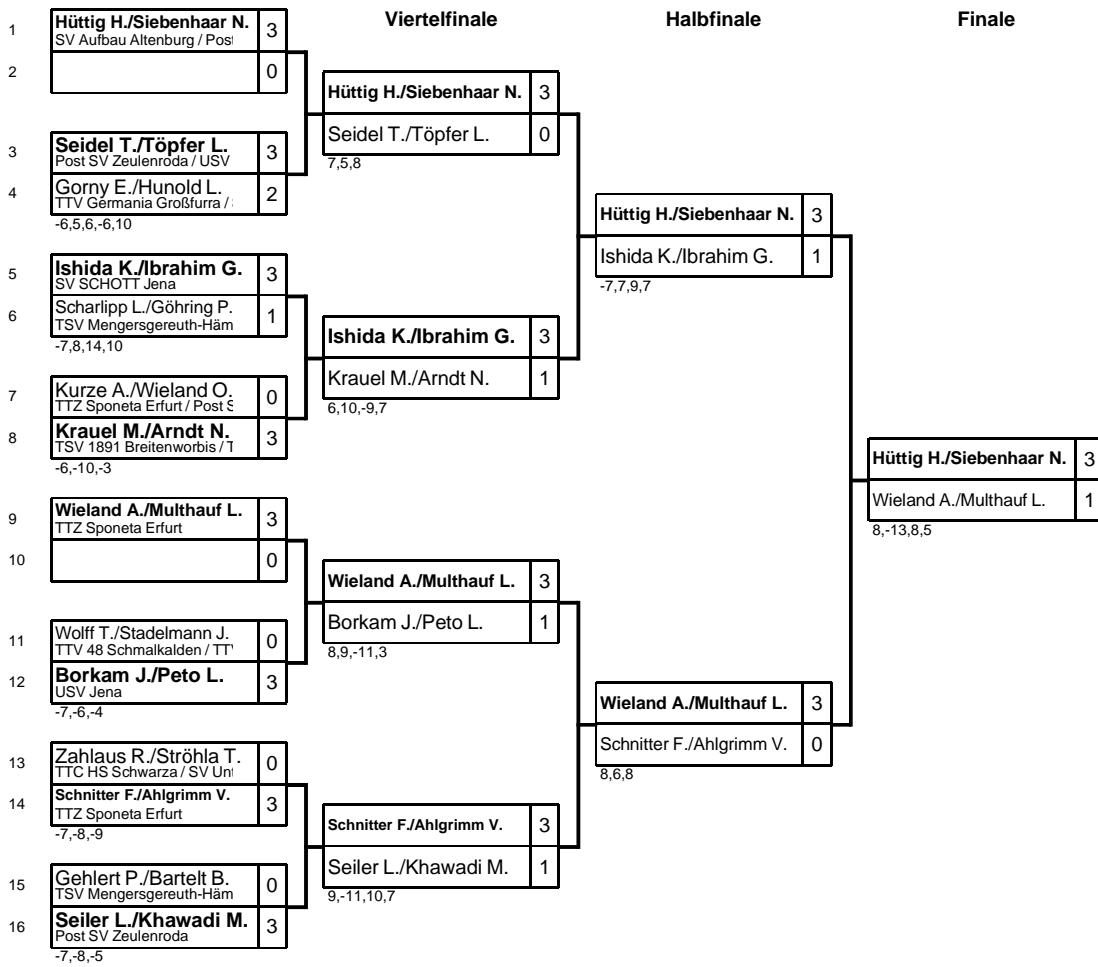 Viertelfinale
Halbfinale
Finale
1
Hüttig H./Siebenhaar N.
3
SV Aufbau Altenburg / Post
2
0
3
Seidel T./Töpfer L.
3
Post SV Zeulenroda / USV
4
Gorny E./Hunold L.
2
TTV Germania Großfurra /
-6,5,6,-6,10
5
Ishida K./Ibrahim G.
3
SV SCHOTT Jena
6
Scharlipp L./Göhring P.
1
TSV Mengersgereuth-Häm
-7,8,14,10
7
Kurze A./Wieland O.
0
TTZ Sponeta Erfurt / Post S
8
Krauel M./Arndt N.
3
TSV 1891 Breitenworbis / T
-6,-10,-3
9
Wieland A./Multhauf L.
3
TTZ Sponeta Erfurt
10
0
11
Wolff T./Stadelmann J.
0
TTV 48 Schmalkalden / TTV
12
Borkam J./Peto L.
3
USV Jena
-7,-6,-4
13
Zahlaus R./Ströhla T.
0
TTC HS Schwarza / SV Unt
14
Schnitter F./Ahlgrimm V.
3
TTZ Sponeta Erfurt
-7,-8,-9
15
Gehlert P./Bartelt B.
0
TSV Mengersgereuth-Häm
16
Seiler L./Khawadi M.
3
Post SV Zeulenroda
-7,-8,-5
Hüttig H./Siebenhaar N.
3
Seidel T./Töpfer L.
0
7,5,8
Ishida K./Ibrahim G.
3
Krauel M./Arndt N.
1
6,10,-9,7
Wieland A./Multhauf L.
3
Borkam J./Peto L.
1
8,9,-11,3
Schnitter F./Ahlgrimm V.
3
Seiler L./Khawadi M.
1
9,-11,10,7
Hüttig H./Siebenhaar N.
3
Ishida K./Ibrahim G.
1
-7,7,9,7
Wieland A./Multhauf L.
3
Schnitter F./Ahlgrimm V.
0
8,6,8
Hüttig H./Siebenhaar N.
3
Wieland A./Multhauf L.
1
8,-13,8,5